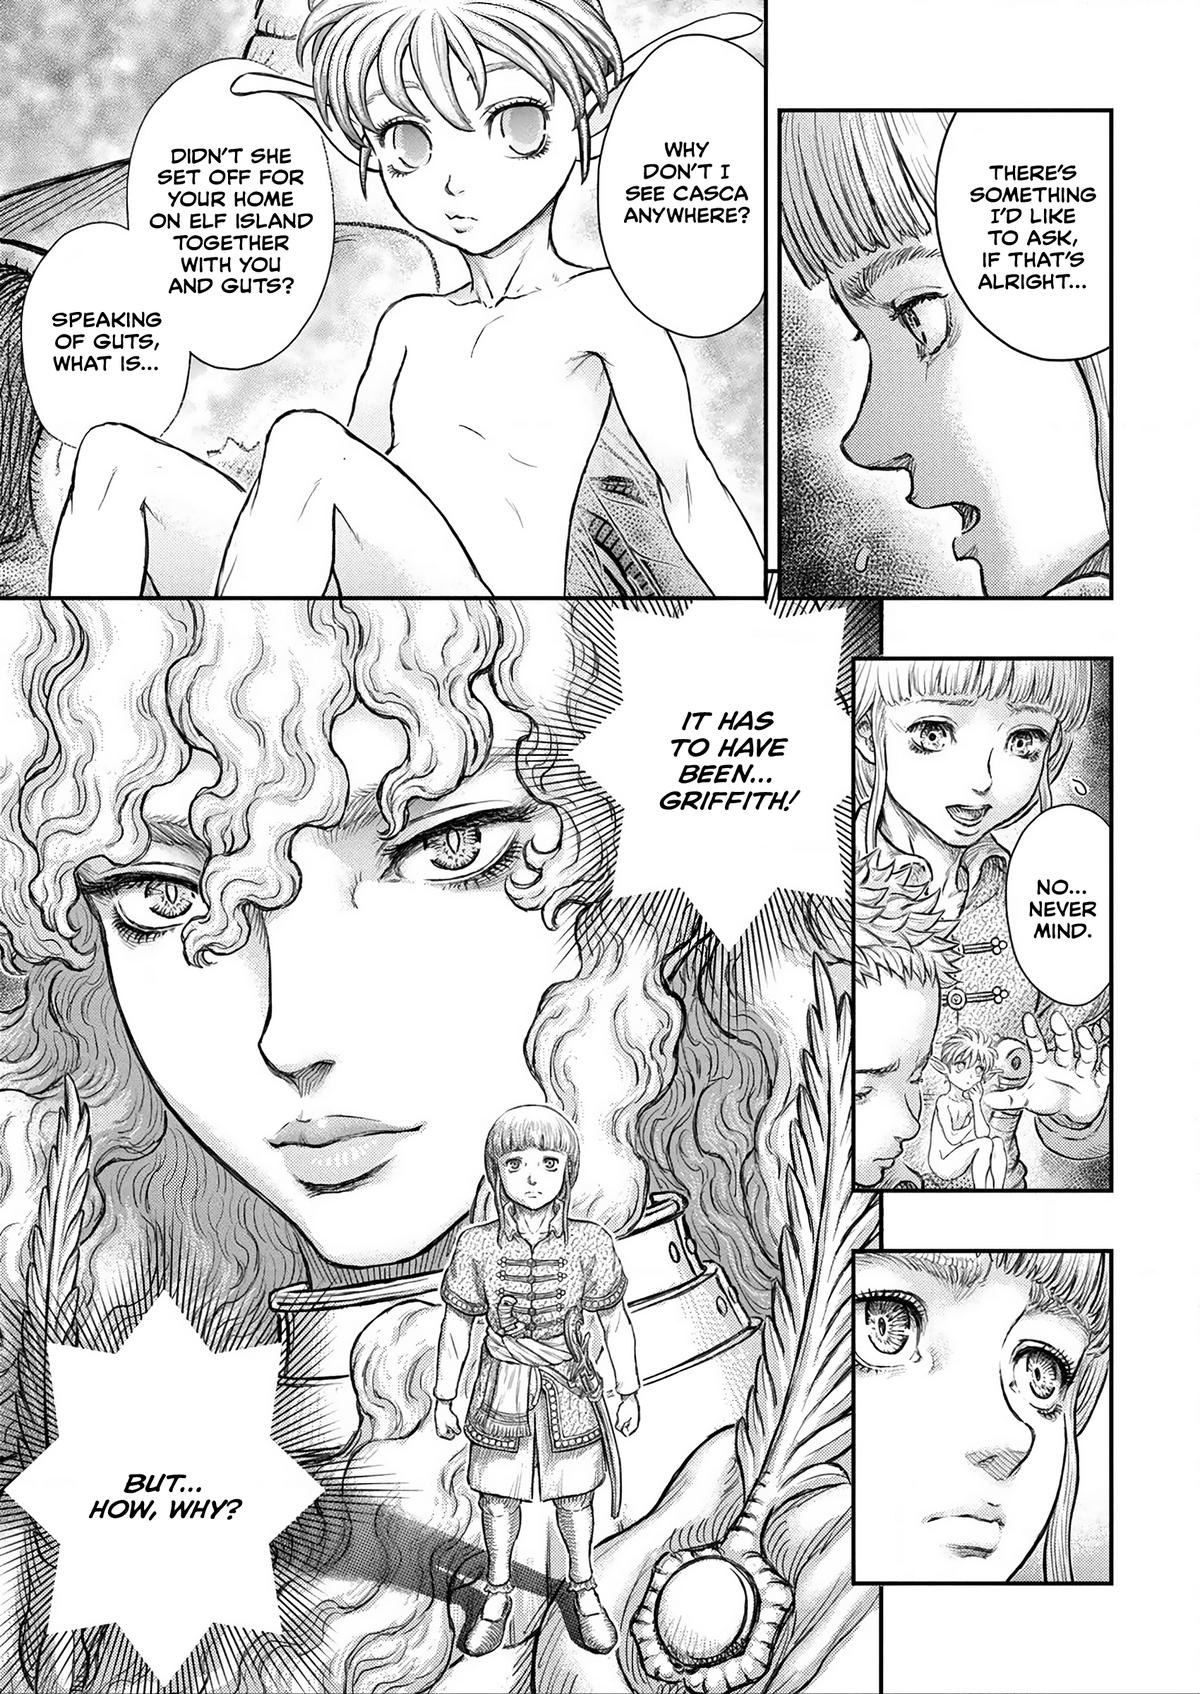 THERE'S
SOMETHING
I'D LIKE
TO ASK,
IF THAT'S
ALRIGHT...
WHY
DON'T I
SEE CASCA
ANYWHERE?
DIDN'T SHE
SET OFF FOR
YOUR HOME
ON ELF ISLAND
TOGETHER
WITH YOU
AND GUTS?
SPEAKING
OF GUTS,
WHAT IS...
NO...
NEVER
MIND.
IT HAS
TO HAVE
BEEN...
GRIFFITH!
BUT...
HOW, WHY?